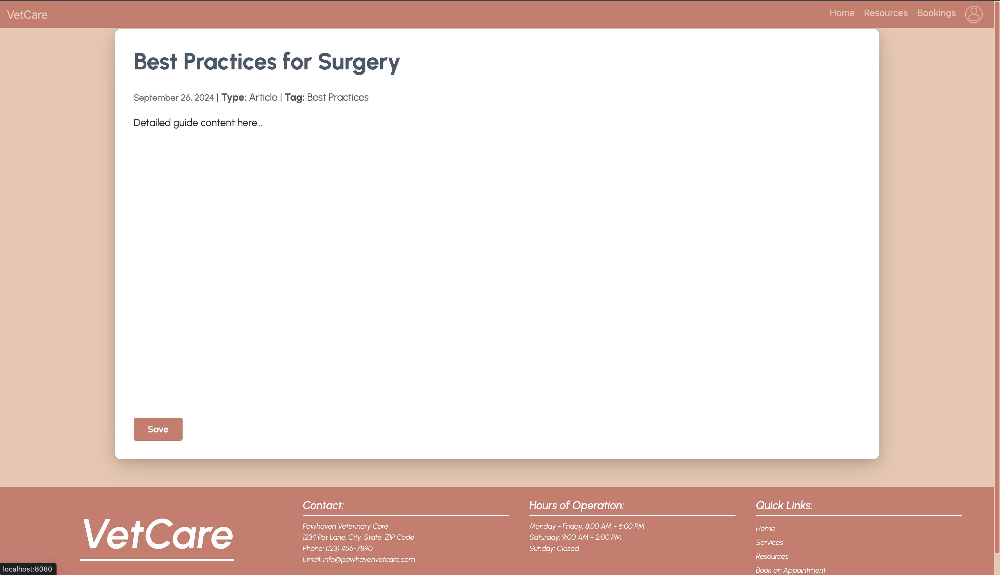 VetCare
Home Resources Bookings
Best Practices for Surgery
September 26, 2024 | Type: Article | Tag: Best Practices
Detailed guide content here...
Save
VetCare
Contact:
Pawhaven Veterinary Care
1234 Pet Lane, City, State, ZIP Code
Phone: (123) 456-7890
Email: info@pawhavenvetcare.com
Hours of Operation:
Monday - Friday: 8:00 AM - 6:00 PM
Saturday: 9:00 AM - 2:00 PM
Sunday: Closed
Quick Links:
Home
Services
Resources
Book an Appointment
localhost:8080